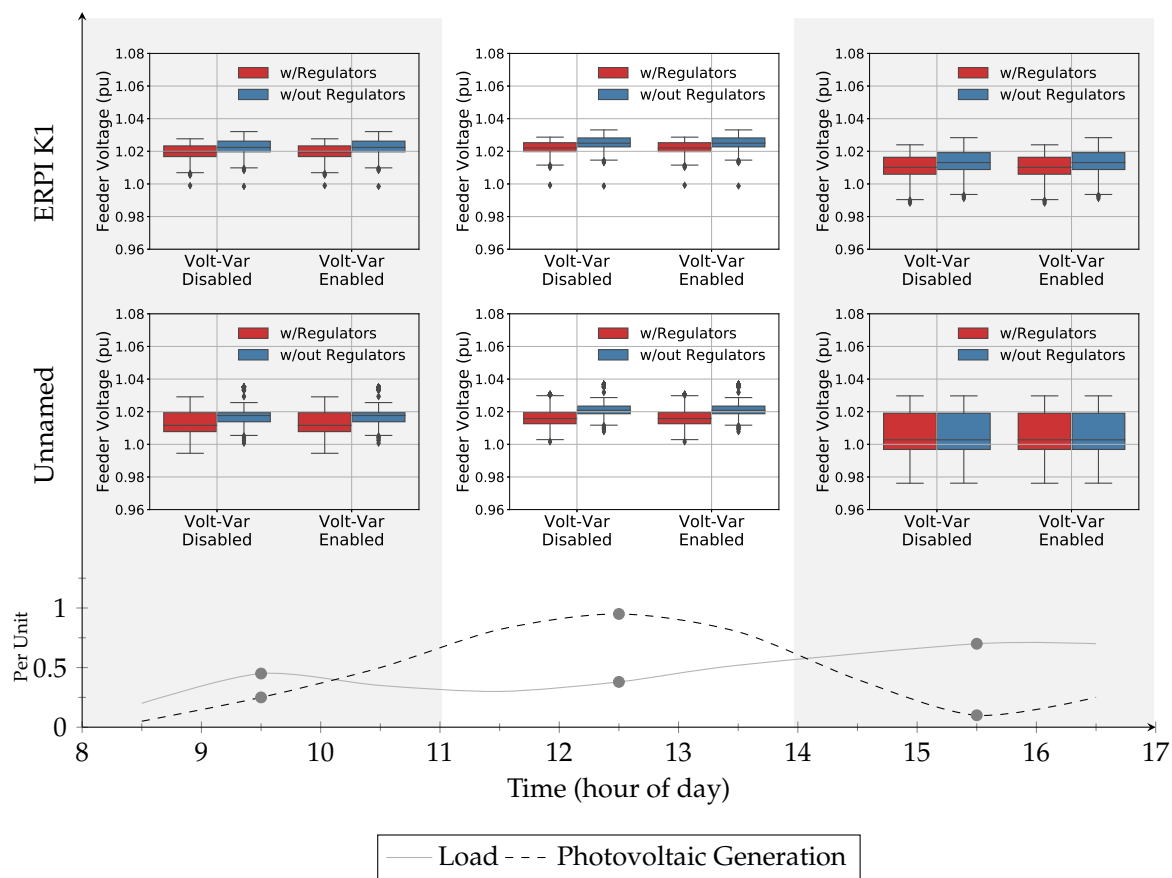 ERPI K1
Feeder Voltage (pu)
1.08
1.06
1.04
1.02
1.0
0.98
0.96
w/Regulators
w/out Regulators
Volt-Var
Disabled
Volt-Var
Enabled
Feeder Voltage (pu)
1.08
1.06
1.04
1.02
1.0
0.98
0.96
w/Regulators
w/out Regulators
Volt-Var
Disabled
Volt-Var
Enabled
Feeder Voltage (pu)
1.08
1.06
1.04
1.02
1.0
0.98
0.96
w/Regulators
w/out Regulators
Volt-Var
Disabled
Volt-Var
Enabled
Unnamed
Feeder Voltage (pu)
1.08
1.06
1.04
1.02
1.0
0.98
0.96
w/Regulators
w/out Regulators
Volt-Var
Disabled
Volt-Var
Enabled
Feeder Voltage (pu)
1.08
1.06
1.04
1.02
1.0
0.98
0.96
w/Regulators
w/out Regulators
Volt-Var
Disabled
Volt-Var
Enabled
Feeder Voltage (pu)
1.08
1.06
1.04
1.02
1.0
0.98
0.96
w/Regulators
w/out Regulators
Volt-Var
Disabled
Volt-Var
Enabled
Per Unit
1
0.5
0
8 9 10 11 12 13 14 15 16 17
Time (hour of day)
Load Photovoltaic Generation